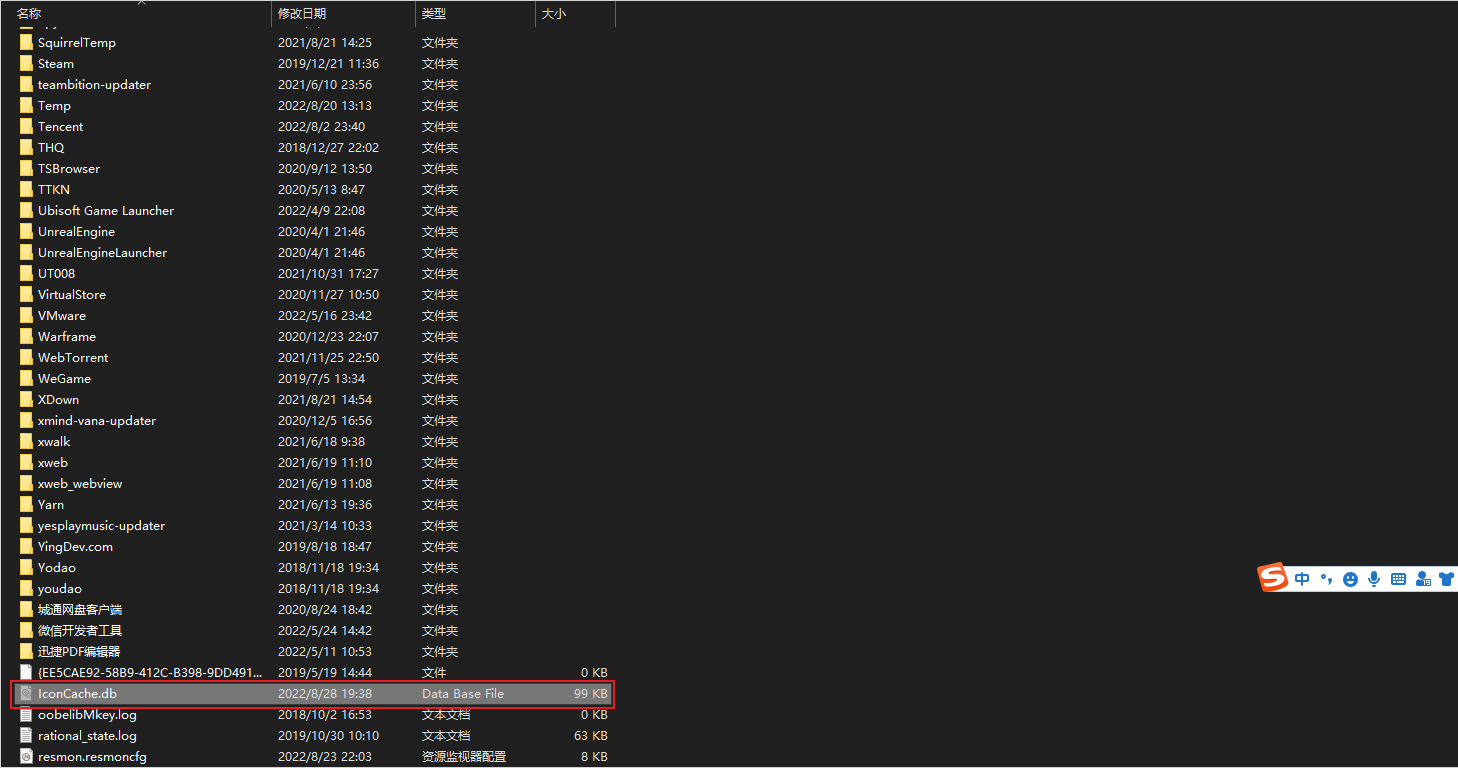 名称 修改日期 类型 大小
SquirrelTemp 2021/8/21 14:25 文件夹
Steam 2019/12/21 11:36 文件夹
teambition-updater 2021/6/10 23:56 文件夹
Temp 2022/8/20 13:13 文件夹
Tencent 2022/8/2 23:40 文件夹
THQ 2018/12/27 22:02 文件夹
TSBrowser 2020/9/12 13:50 文件夹
TTKN 2020/5/13 8:47 文件夹
Ubisoft Game Launcher 2022/4/9 22:08 文件夹
UnrealEngine 2020/4/1 21:46 文件夹
UnrealEngineLauncher 2020/4/1 21:46 文件夹
UT008 2021/10/31 17:27 文件夹
VirtualStore 2020/11/27 10:50 文件夹
VMware 2022/5/16 23:42 文件夹
Warframe 2020/12/23 22:07 文件夹
WebTorrent 2021/11/25 22:50 文件夹
WeGame 2019/7/5 13:34 文件夹
XDown 2021/8/21 14:54 文件夹
xmind-vana-updater 2020/12/5 16:56 文件夹
xwalk 2021/6/18 9:38 文件夹
xweb 2021/6/19 11:10 文件夹
xweb_webview 2021/6/19 11:08 文件夹
Yarn 2021/6/13 19:36 文件夹
yesplaymusic-updater 2021/3/14 10:33 文件夹
YingDev.com 2019/8/18 18:47 文件夹
Yodao 2018/11/18 19:34 文件夹
youdao 2018/11/18 19:34 文件夹
城通网盘客户端 2020/8/24 18:42 文件夹
微信开发者工具 2022/5/24 14:42 文件夹
迅捷PDF编辑器 2022/5/11 10:53 文件夹
{EE5CAE92-58B9-412C-B398-9DD491... 2019/5/19 14:44 文件 0 KB
IconCache.db 2022/8/28 19:38 Data Base File 99 KB
oobelibMkey.log 2018/10/2 16:53 文本文档 0 KB
rational_state.log 2019/10/30 10:10 文本文档 63 KB
resmon.resmoncfg 2022/8/23 22:03 资源监视器配置 8 KB
S 中